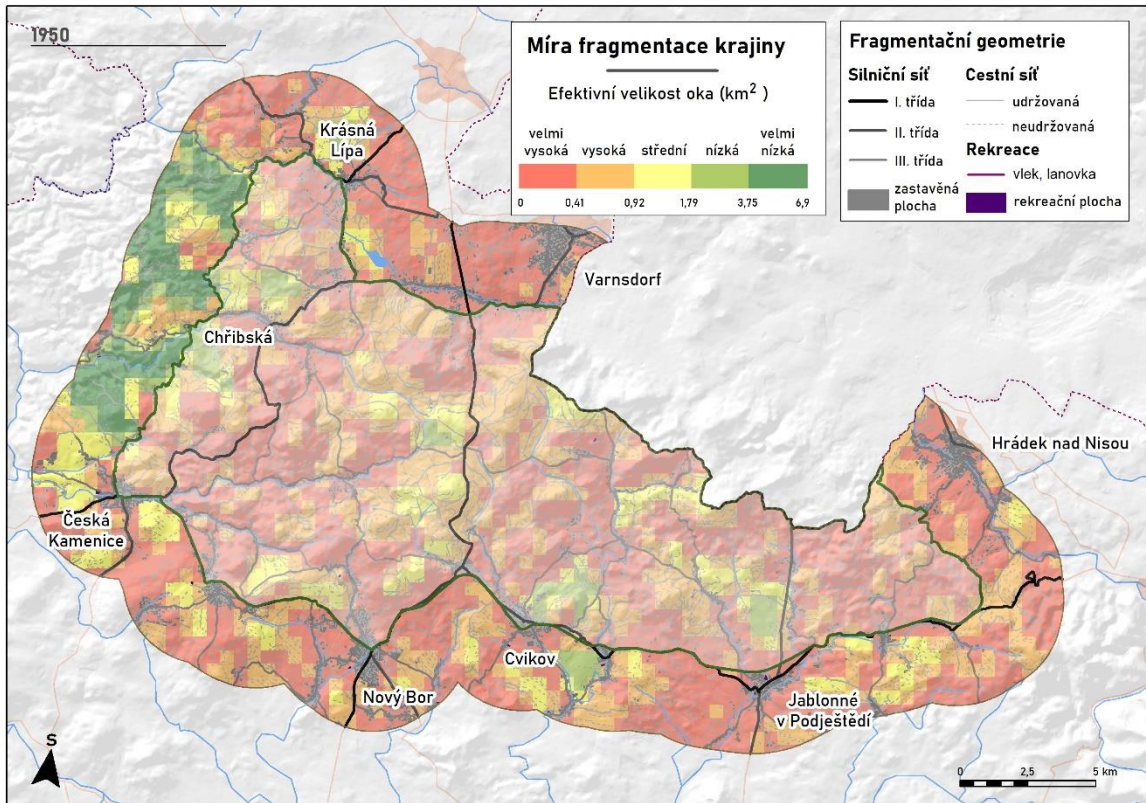 1950
Míra fragmentace krajiny
Efektivní velikost oka (km² )
velmi vysoká
vysoká
střední
nízká
velmi nízká
0
0,41
0,92
1,79
3,75
6,9
Fragmentační geometrie
Silniční síť
I. třída
II. třída
III. třída
zastavěná
plocha
Cestní síť
udržovaná
neudržovaná
Rekreace
vlek, lanovka
rekreační plocha
Krásná
Lípa
Varnsdorf
Chřibská
Hrádek nad Nisou
Česká
Kamenice
Cvikov
Nový Bor
Jablonné
v Podještědí
S
0 2,5 5 km